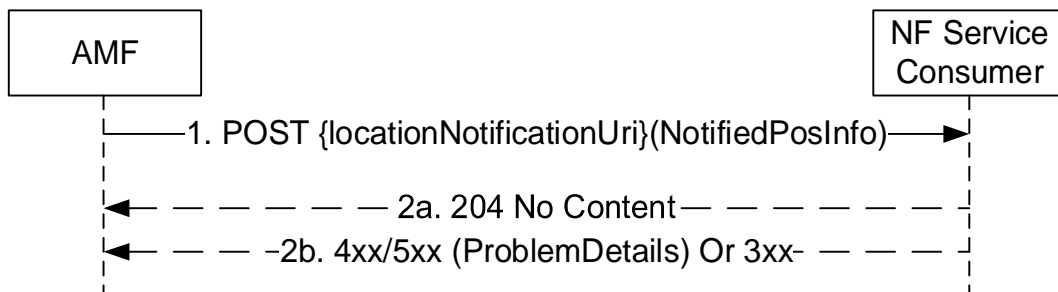 AMF
NF Service
Consumer
1. POST {locationNotificationUri}(NotifiedPosInfo)
2a. 204 No Content
2b. 4xx/5xx (ProblemDetails) Or 3xx